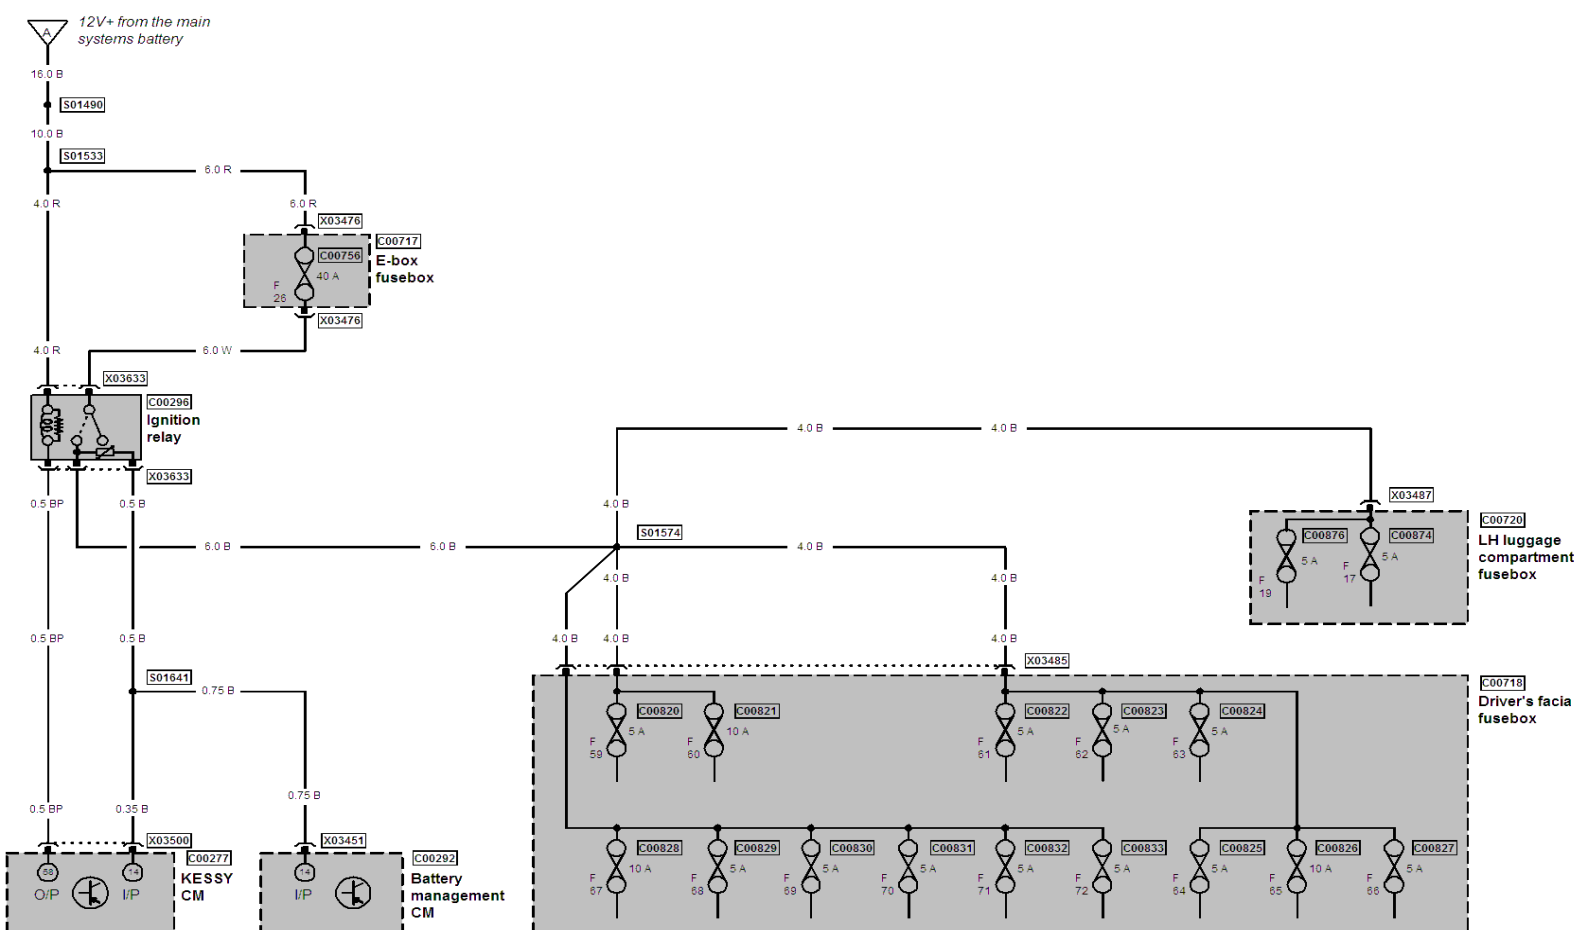 12V+ from the main
systems battery
A
16.0 B
S01490
10.0 B
S01533
6.0 R
4.0 R
6.0 R
X03476
C00717
E-box
fusebox
C00756
40 A
F
26
X03476
4.0 R
6.0 W
X03633
C00296
Ignition
relay
X03633
4.0 B
4.0 B
0.5 BP
0.5 B
4.0 B
X03487
C00720
LH luggage
compartment
fusebox
C00876
5 A
F
19
C00874
5 A
F
17
S01574
6.0 B
6.0 B
4.0 B
4.0 B
4.0 B
0.5 BP
0.5 B
4.0 B
4.0 B
4.0 B
X03485
S01641
0.75 B
C00718
Driver's facia
fusebox
C00820
5 A
F
59
C00821
10 A
F
60
C00822
5 A
F
61
C00823
5 A
F
62
C00824
5 A
F
63
0.5 BP
0.35 B
0.75 B
X03500
X03451
C00277
KESSY
CM
58
O/P
14
I/P
C00292
Battery
management
CM
14
I/P
C00828
10 A
F
67
C00829
5 A
F
68
C00830
5 A
F
69
C00831
5 A
F
70
C00832
5 A
F
71
C00833
5 A
F
72
C00825
5 A
F
64
C00826
10 A
F
65
C00827
5 A
F
66